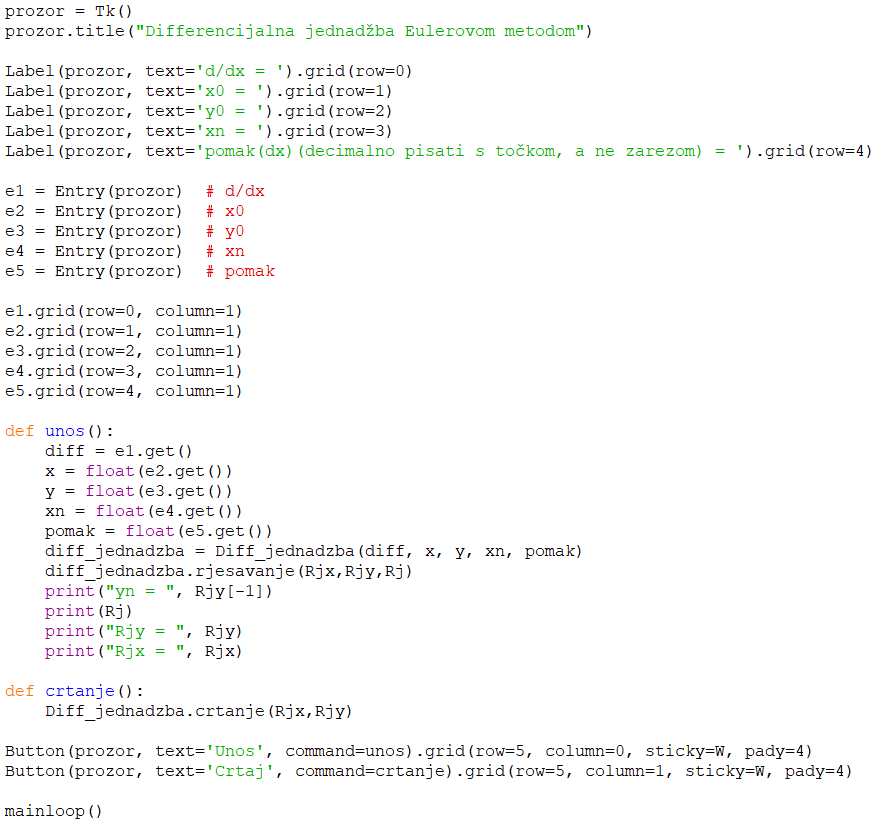 prozor = Tk()
prozor.title("Differencijalna jednadžba Eulerovom metodom")

Label(prozor, text='d/dx = ').grid(row=0)
Label(prozor, text='x0 = ').grid(row=1)
Label(prozor, text='y0 = ').grid(row=2)
Label(prozor, text='xn = ').grid(row=3)
Label(prozor, text='pomak(dx)(decimalno pisati s točkom, a ne zarezom) = ').grid(row=4)

e1 = Entry(prozor)  # d/dx
e2 = Entry(prozor)  # x0
e3 = Entry(prozor)  # y0
e4 = Entry(prozor)  # xn
e5 = Entry(prozor)  # pomak

e1.grid(row=0, column=1)
e2.grid(row=1, column=1)
e3.grid(row=2, column=1)
e4.grid(row=3, column=1)
e5.grid(row=4, column=1)

def unos():
    diff = e1.get()
    x = float(e2.get())
    y = float(e3.get())
    xn = float(e4.get())
    pomak = float(e5.get())
    diff_jednadzba = Diff_jednadzba(diff, x, y, xn, pomak)
    diff_jednadzba.rjesavanje(Rjx,Rjy,Rj)
    print("yn = ", Rjy[-1])
    print(Rj)
    print("Rjy = ", Rjy)
    print("Rjx = ", Rjx)

def crtanje():
    Diff_jednadzba.crtanje(Rjx,Rjy)

Button(prozor, text='Unos', command=unos).grid(row=5, column=0, sticky=W, pady=4)
Button(prozor, text='Crtaj', command=crtanje).grid(row=5, column=1, sticky=W, pady=4)

mainloop()